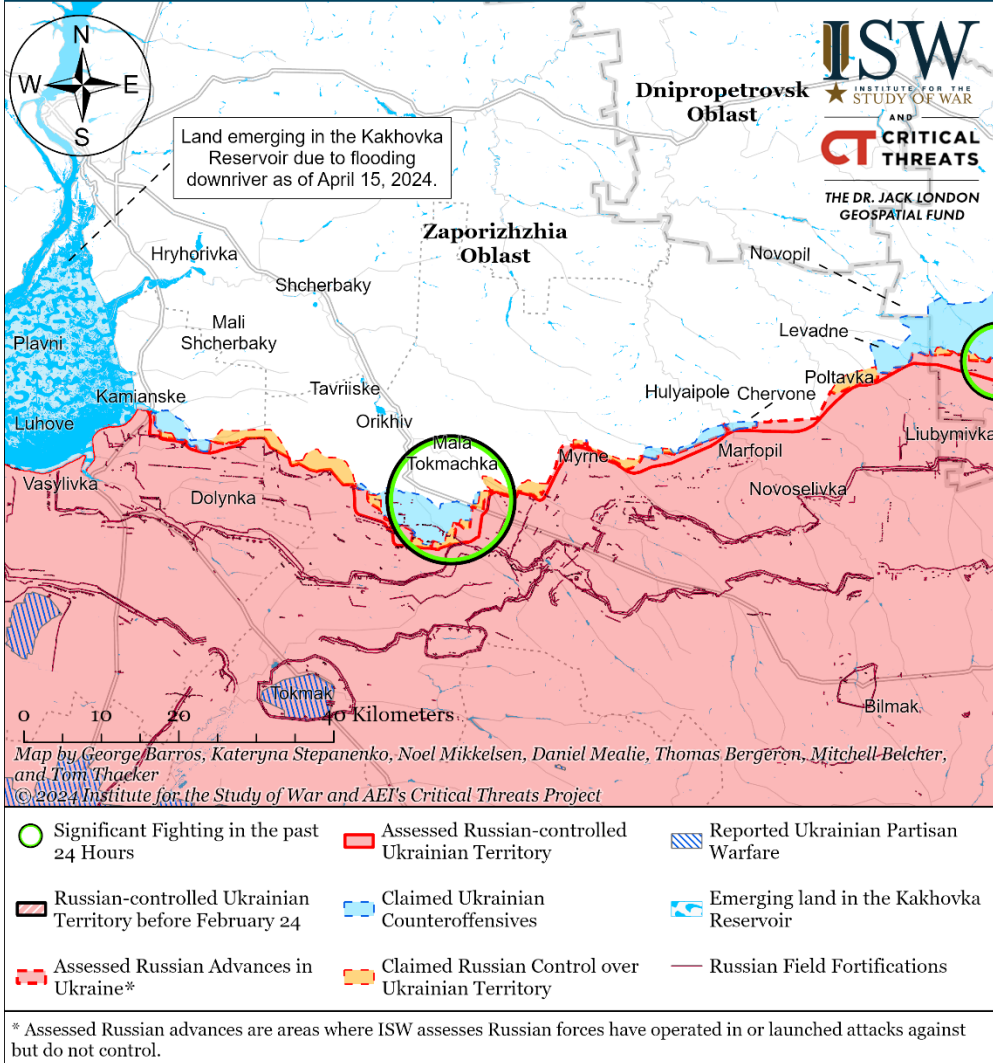 N
W
E
S
ISW
INSTITUTE FOR THE
STUDY OF WAR
AND
CT CRITICAL
THREATS
THE DR. JACK LONDON
GEOSPATIAL FUND
Dnipropetrovsk
Oblast
Land emerging in the Kakhovka
Reservoir due to flooding
downriver as of April 15, 2024.
Zaporizhzhia
Oblast
Hryhorivka
Novopil
Shcherbaky
Mali
Shcherbaky
Levadne
Plavni
Poltavka
Tavriiske
Hulyaipole
Chervone
Kamianske
Orikhiv
Luhove
Liubymivka
Mala
Tokmachka
Myrne
Marfopil
Vasylivka
Dolynka
Novoselivka
Tokmak
Bilmak
0 10 20 40 Kilometers
Map by George Barros, Kateryna Stepanenko, Noel Mikkelsen, Daniel Mealie, Thomas Bergeron, Mitchell Belcher,
and Tom Thacker
© 2024 Institute for the Study of War and AEI's Critical Threats Project
Significant Fighting in the past
24 Hours
Assessed Russian-controlled
Ukrainian Territory
Reported Ukrainian Partisan
Warfare
Russian-controlled Ukrainian
Territory before February 24
Claimed Ukrainian
Counteroffensives
Emerging land in the Kakhovka
Reservoir
Assessed Russian Advances in
Ukraine*
Claimed Russian Control over
Ukrainian Territory
Russian Field Fortifications
* Assessed Russian advances are areas where ISW assesses Russian forces have operated in or launched attacks against
but do not control.